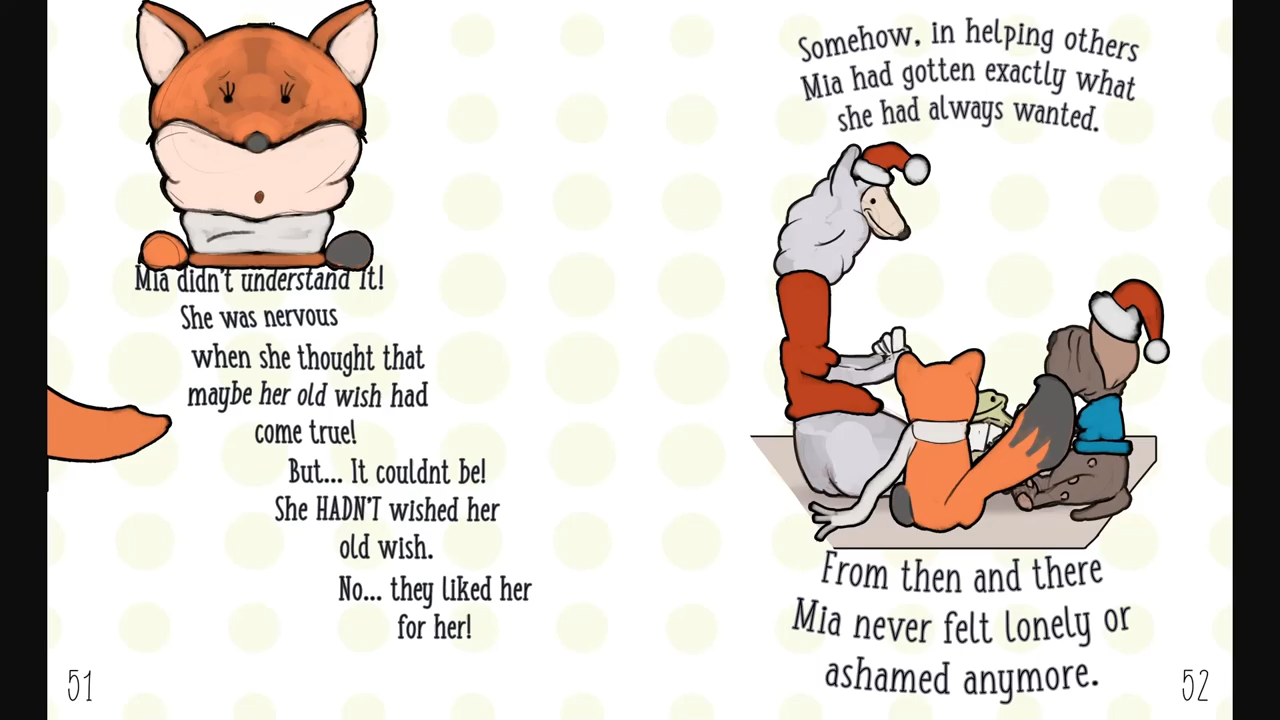 Mia didn't understand it!
She was nervous
when she thought that
maybe her old wish had
come true!
But... It couldnt be!
She HADN'T wished her
old wish.
No... they liked her
for her!
51
Somehow, in helping others
Mia had gotten exactly what
she had always wanted.
From then and there
Mia never felt lonely or
ashamed anymore.
52